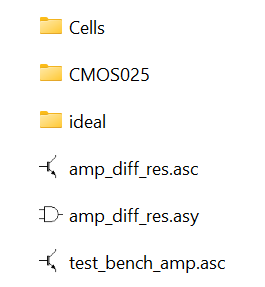 Cells
CMOS025
ideal
amp_diff_res.asc
amp_diff_res.asy
test_bench_amp.asc